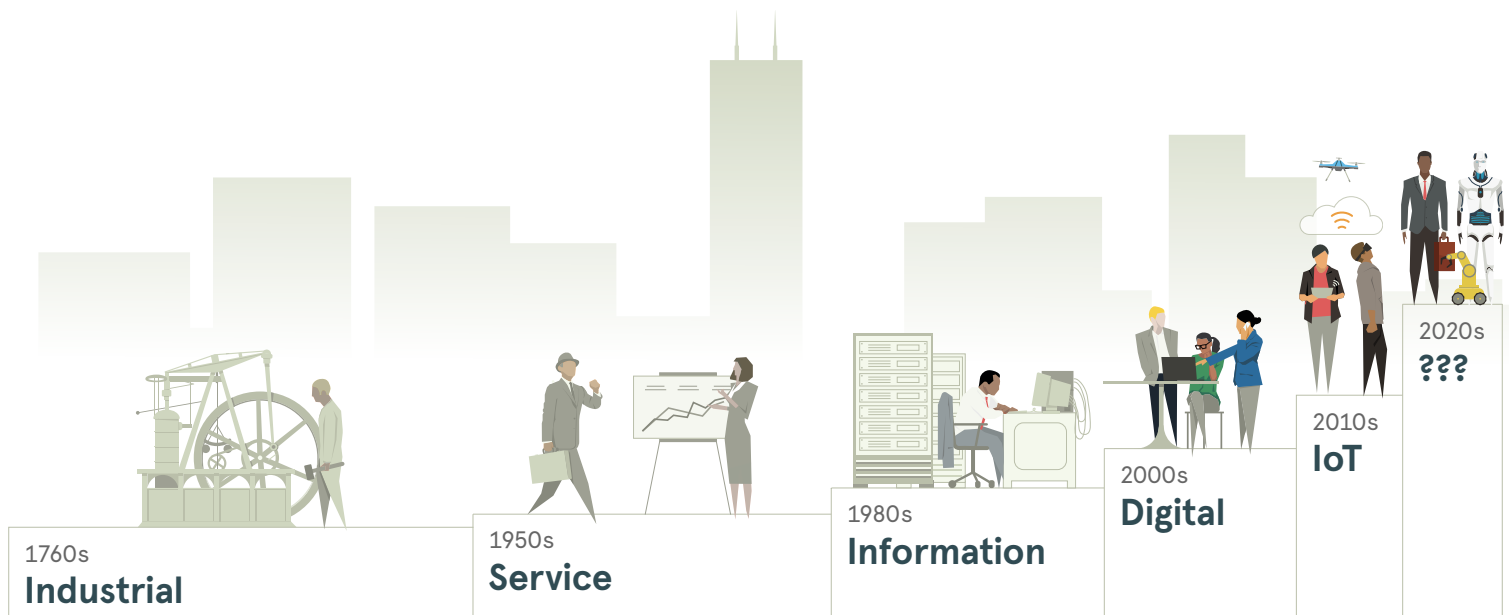 1760s
Industrial
1950s
Service
1980s
Information
2000s
Digital
2010s
IoT
2020s
???